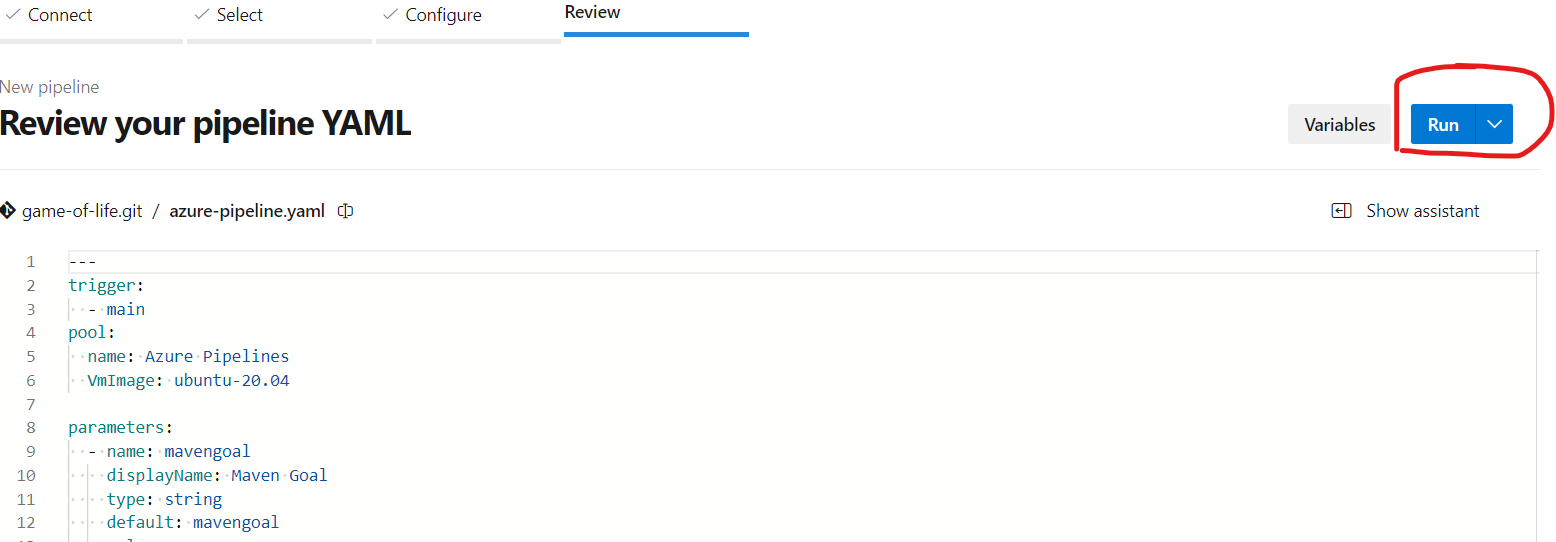 Connect Select Configure Review
New pipeline
Review your pipeline YAML
Variables Run
game-of-life.git / azure-pipeline.yaml Show assistant
1 ---
2 trigger:
3 - main
4 pool:
5 name: Azure Pipelines
6 VmImage: ubuntu-20.04
7
8 parameters:
9 - name: mavengoal
10 displayName: Maven Goal
11 type: string
12 default: mavengoal